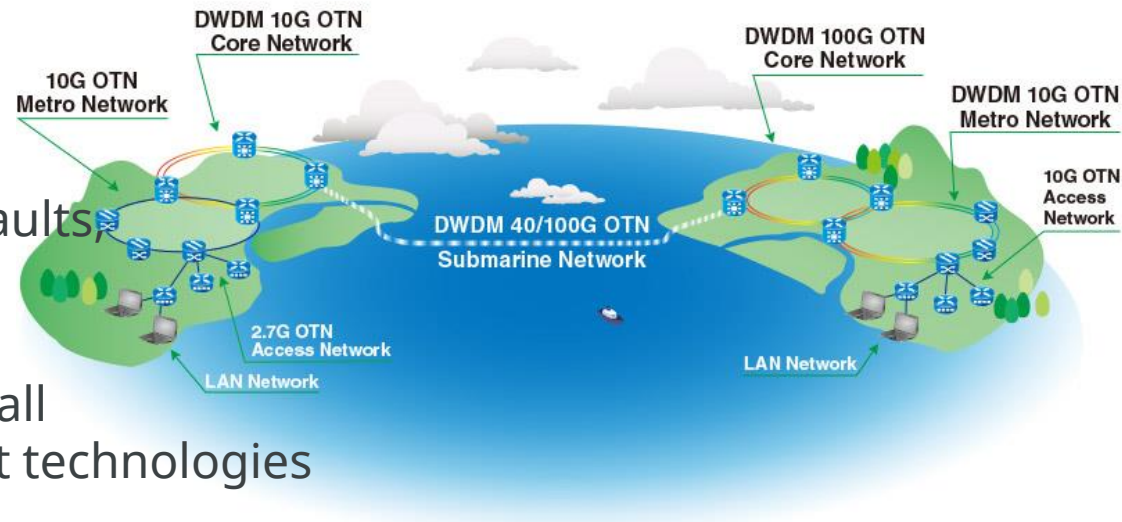 DWDM 10G OTN
Core Network
10G OTN
Metro Network
DWDM 100G OTN
Core Network
DWDM 10G OTN
Metro Network
10G OTN
Access
Network
aults,
DWDM 40/100G OTN
Submarine Network
2.7G OTN
Access Network
LAN Network
LAN Network
all
t technologies